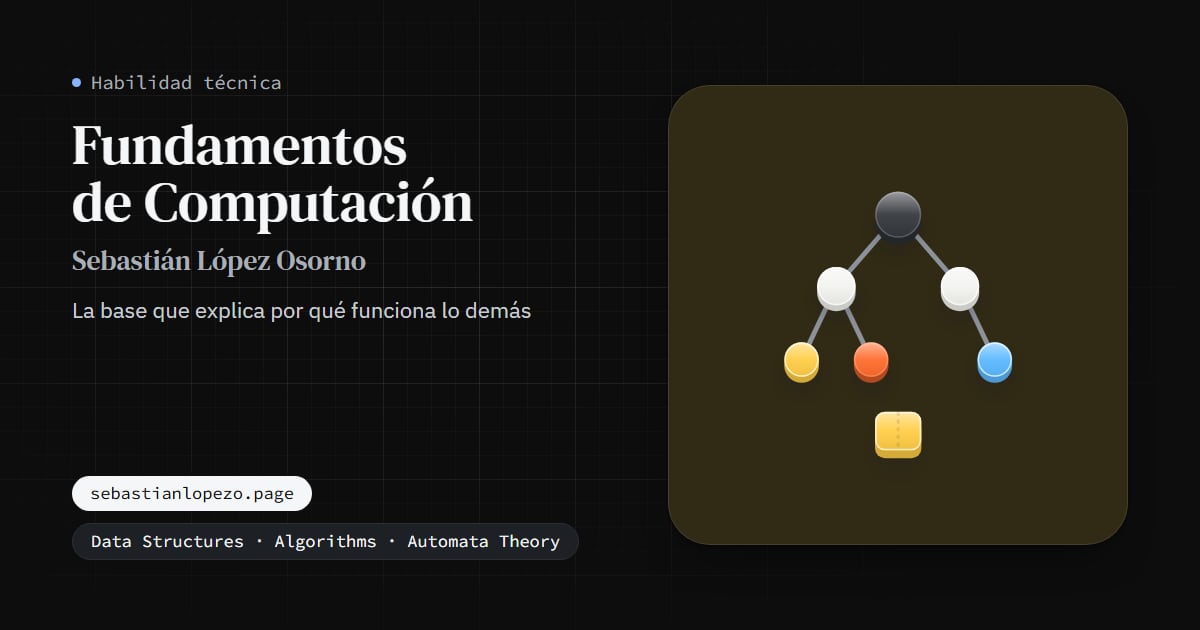 Habilidad técnica
Fundamentos
de Computación
Sebastián López Osorno
La base que explica por qué funciona lo demás
sebastianlopezo.page
Data Structures · Algorithms · Automata Theory